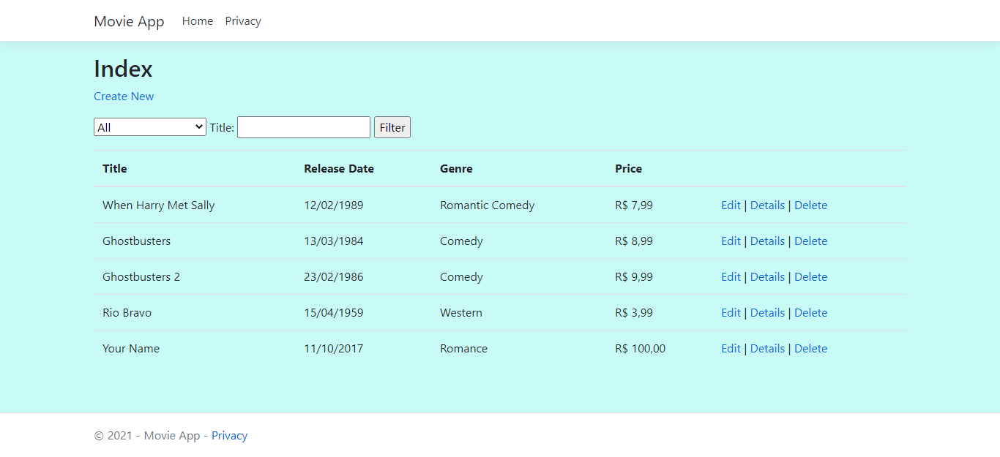 Movie App Home Privacy
Index
Create New
All Title: Filter
Title Release Date Genre Price
When Harry Met Sally 12/02/1989 Romantic Comedy R$ 7,99 Edit | Details | Delete
Ghostbusters 13/03/1984 Comedy R$ 8,99 Edit | Details | Delete
Ghostbusters 2 23/02/1986 Comedy R$ 9,99 Edit | Details | Delete
Rio Bravo 15/04/1959 Western R$ 3,99 Edit | Details | Delete
Your Name 11/10/2017 Romance R$ 100,00 Edit | Details | Delete
© 2021 - Movie App - Privacy